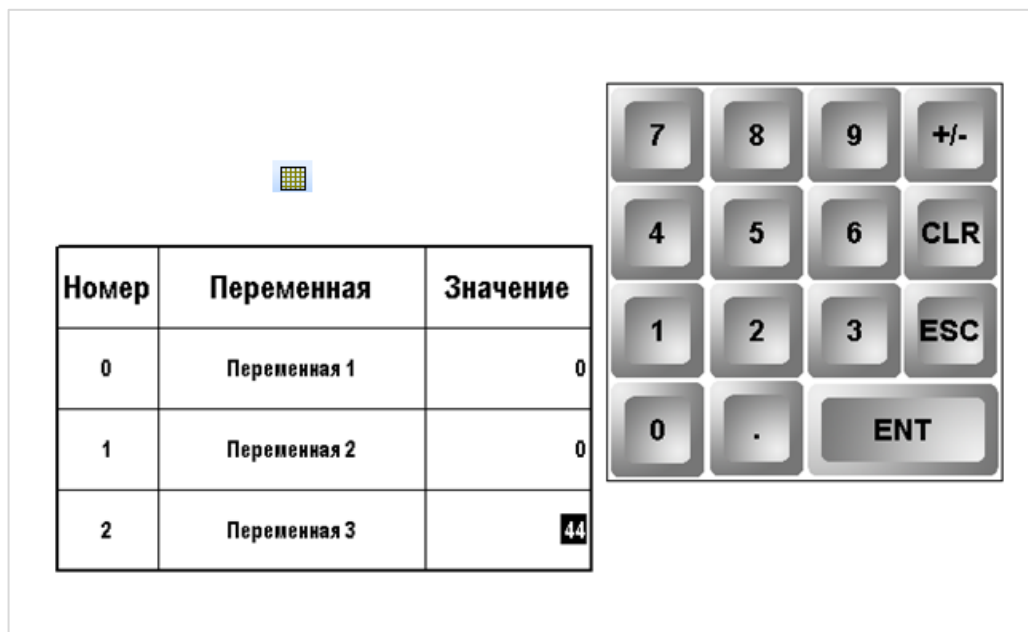 Номер Переменная Значение
0 Переменная 1 0
1 Переменная 2 0
2 Переменная 3 44
7 8 9 +/-
4 5 6 CLR
1 2 3 ESC
0 . ENT